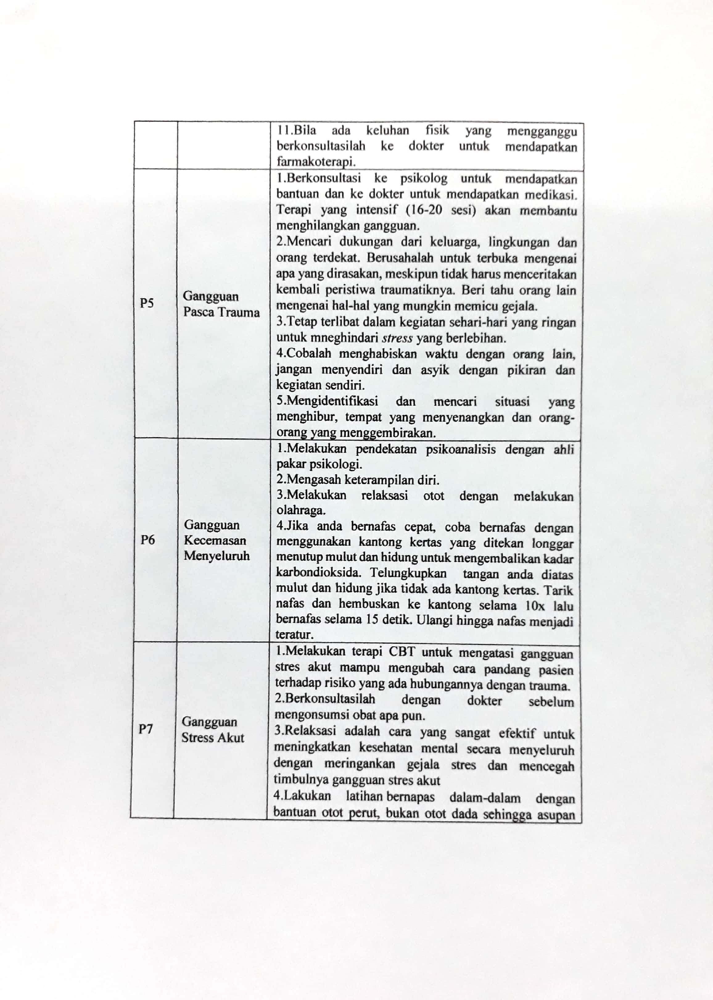 11.Bila ada keluhan fisik yang mengganggu
berkonsultasilah ke dokter untuk mendapatkan
farmakoterapi.
P5
Gangguan
Pasca Trauma
1.Berkonsultasi ke psikolog untuk mendapatkan
bantuan dan ke dokter untuk mendapatkan medikasi.
Terapi yang intensif (16-20 sesi) akan membantu
menghilangkan gangguan.
2.Mencari dukungan dari keluarga, lingkungan dan
orang terdekat. Berusahalah untuk terbuka mengenai
apa yang dirasakan, meskipun tidak harus menceritakan
kembali peristiwa traumatiknya. Beri tahu orang lain
mengenai hal-hal yang mungkin memicu gejala.
3.Tetap terlibat dalam kegiatan sehari-hari yang ringan
untuk mneghindari stress yang berlebihan.
4.Cobalah menghabiskan waktu dengan orang lain,
jangan menyendiri dan asyik dengan pikiran dan
kegiatan sendiri.
5.Mengidentifikasi dan mencari situasi yang
menghibur, tempat yang menyenangkan dan orang-
orang yang menggembirakan.
P6
Gangguan
Kecemasan
Menyeluruh
1.Melakukan pendekatan psikoanalisis dengan ahli
pakar psikologi.
2.Mengasah keterampilan diri.
3.Melakukan relaksasi otot dengan melakukan
olahraga.
4.Jika anda bernafas cepat, coba bernafas dengan
menggunakan kantong kertas yang ditekan longgar
menutup mulut dan hidung untuk mengembalikan kadar
karbondioksida. Telungkupkan tangan anda diatas
mulut dan hidung jika tidak ada kantong kertas. Tarik
nafas dan hembuskan ke kantong selama 10x lalu
bernafas selama 15 detik. Ulangi hingga nafas menjadi
teratur.
P7
Gangguan
Stress Akut
1.Melakukan terapi CBT untuk mengatasi gangguan
stres akut mampu mengubah cara pandang pasien
terhadap risiko yang ada hubungannya dengan trauma.
2.Berkonsultasilah dengan dokter sebelum
mengonsumsi obat apa pun.
3.Relaksasi adalah cara yang sangat efektif untuk
meningkatkan kesehatan mental secara menyeluruh
dengan meringankan gejala stres dan mencegah
timbulnya gangguan stres akut
4.Lakukan latihan bernapas dalam-dalam dengan
bantuan otot perut, bukan otot dada sehingga asupan